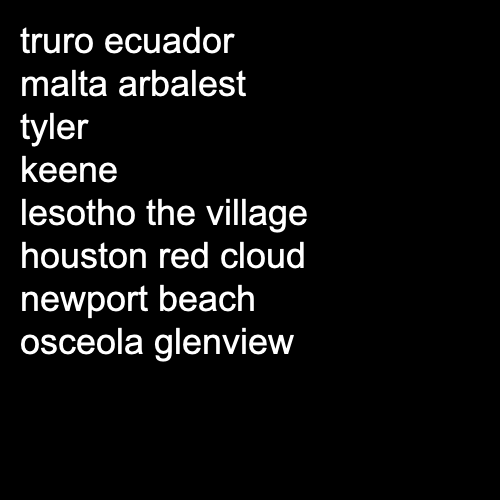 truro ecuador
malta arbalest
tyler
keene
lesotho the village
houston red cloud
newport beach
osceola glenview